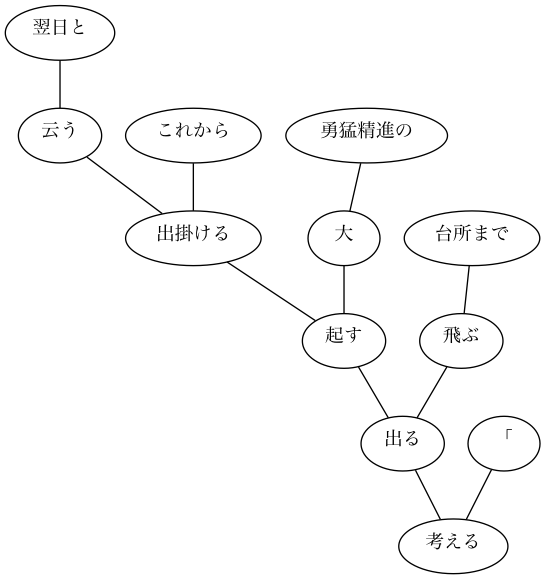 翌日と
云う
これから
勇猛精進の
出掛ける
大
台所まで
起す
飛ぶ
出る
「
考える